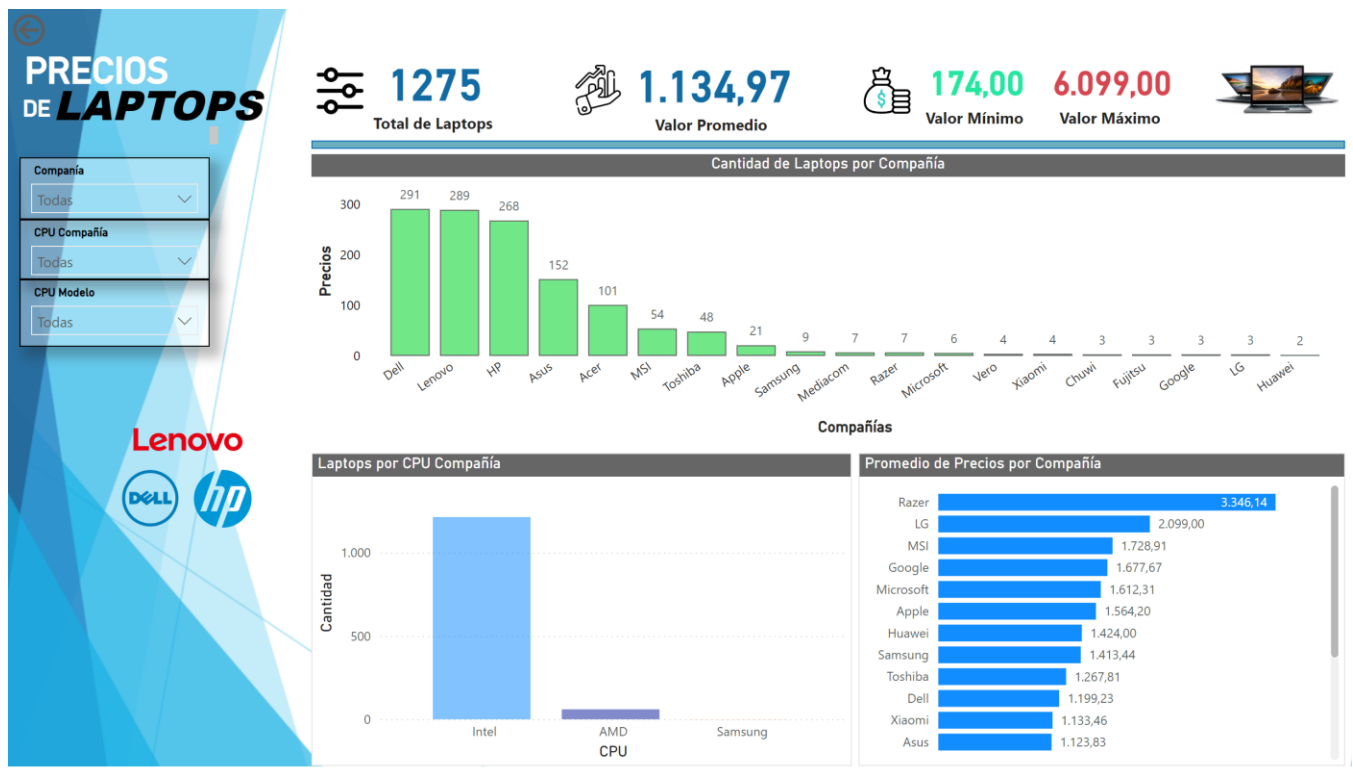 PRECIOS
DE LAPTOPS
Compañía
Todas
CPU Compañía
Todas
CPU Modelo
Todas
Lenovo
DELL
hp
1275
Total de Laptops
1.134,97
Valor Promedio
$
174,00
Valor Mínimo
6.099,00
Valor Máximo
Cantidad de Laptops por Compañía
Precios
300
200
100
0
291 289 268 152 101 54 48 21 9 7 7 6 4 4 3 3 3 3 2
Dell Lenovo HP Asus Acer MSI Toshiba Apple Samsung Mediacom Razer Microsoft Vero Xiaomi Chuwi Fujitsu Google LG Huawei
Compañías
Laptops por CPU Compañía
Cantidad
1.000
500
0
Intel AMD Samsung
CPU
Promedio de Precios por Compañía
Razer 3.346,14
LG 2.099,00
MSI 1.728,91
Google 1.677,67
Microsoft 1.612,31
Apple 1.564,20
Huawei 1.424,00
Samsung 1.413,44
Toshiba 1.267,81
Dell 1.199,23
Xiaomi 1.133,46
Asus 1.123,83